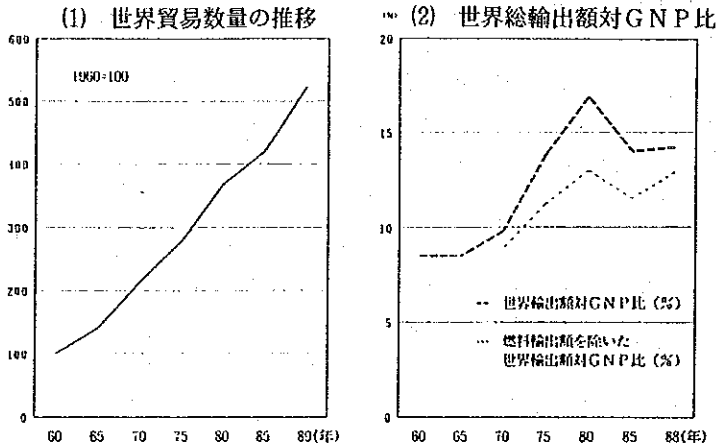 (1) 世界貿易数量の推移
600
500
400
300
200
100
0
1960=100
60 65 70 75 80 85 89(年)
(%) (2) 世界総輸出額対GNP比
20
15
10
5
0
世界輸出額対GNP比 (%)
燃料輸出額を除いた
世界輸出額対GNP比 (%)
60 65 70 75 80 85 88(年)